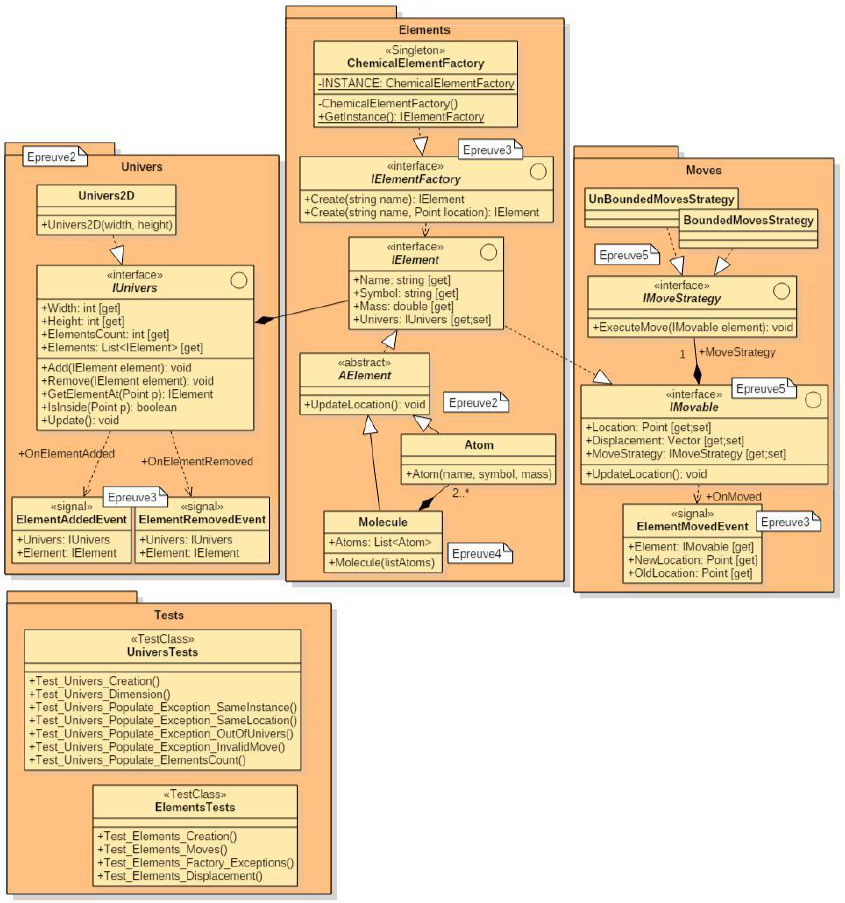 Elements
«Singleton»
ChemicalElementFactory
-INSTANCE: ChemicalElementFactory
-ChemicalElementFactory()
+GetInstance(): IElementFactory
Epreuve3
«interface»
IElementFactory
+Create(string name): IElement
+Create(string name, Point location): IElement
«interface»
IElement
+Name: string [get]
+Symbol: string [get]
+Mass: double [get]
+Univers: IUnivers [get;set]
«abstract»
AElement
+UpdateLocation(): void
Epreuve2
Atom
+Atom(name, symbol, mass)
2..*
Molecule
+Atoms: List<Atom>
+Molecule(listAtoms)
Epreuve4
Epreuve2
Univers
Univers2D
+Univers2D(width, height)
«interface»
IUnivers
+Width: int [get]
+Height: int [get]
+ElementsCount: int [get]
+Elements: List<IElement> [get]
+Add(IElement element): void
+Remove(IElement element): void
+GetElementAt(Point p): IElement
+IsInside(Point p): boolean
+Update(): void
+OnElementAdded
+OnElementRemoved
Epreuve3
«signal»
ElementAddedEvent
+Univers: IUnivers
+Element: IElement
«signal»
ElementRemovedEvent
+Univers: IUnivers
+Element: IElement
Moves
UnBoundedMovesStrategy
BoundedMovesStrategy
Epreuve5
«interface»
IMoveStrategy
+ExecuteMove(IMovable element): void
1
+MoveStrategy
Epreuve5
«interface»
IMovable
+Location: Point [get;set]
+Displacement: Vector [get;set]
+MoveStrategy: IMoveStrategy [get;set]
+UpdateLocation(): void
+OnMoved
«signal»
ElementMovedEvent
+Element: IMovable [get]
+NewLocation: Point [get]
+OldLocation: Point [get]
Epreuve3
Tests
«TestClass»
UniversTests
+Test_Univers_Creation()
+Test_Univers_Dimension()
+Test_Univers_Populate_Exception_SameInstance()
+Test_Univers_Populate_Exception_SameLocation()
+Test_Univers_Populate_Exception_OutOfUnivers()
+Test_Univers_Populate_Exception_InvalidMove()
+Test_Univers_Populate_ElementsCount()
«TestClass»
ElementsTests
+Test_Elements_Creation()
+Test_Elements_Moves()
+Test_Elements_Factory_Exceptions()
+Test_Elements_Displacement()